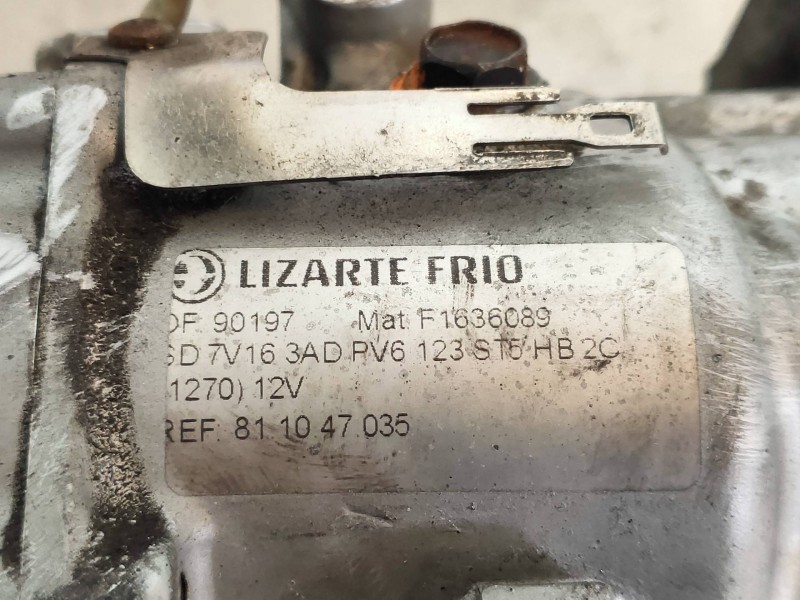 LIZARTE FRIO
OF: 90197 Mat F1636089
SD 7V16 3AD PV6 123 ST5 HB 2C
1270) 12V
REF: 81 10 47 035